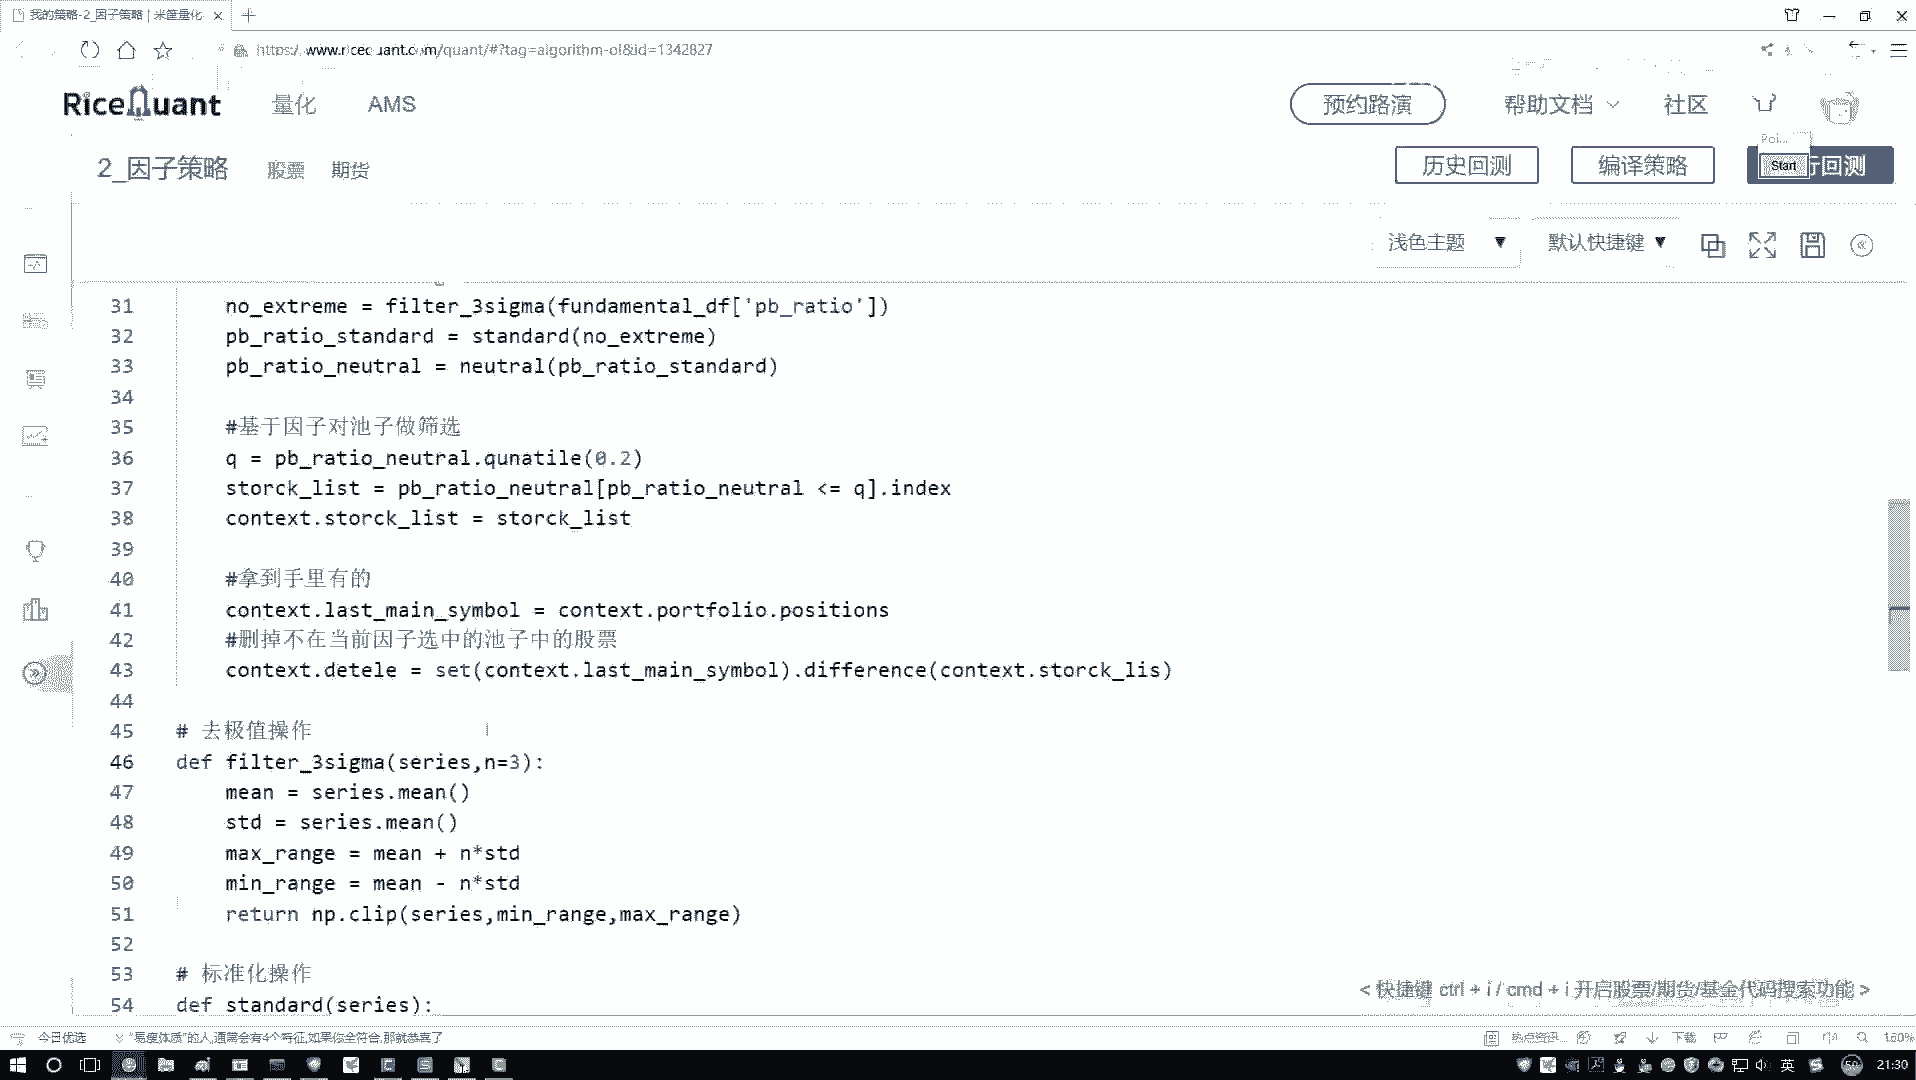 我的策略-2_因子策略 | 米筐量化
https://www.ricequant.com/quant/#?tag=algorithm-ol&id=1342827
RiceQuant 量化 AMS 预约路演 帮助文档 社区
2_因子策略 股票 期货 历史回测 编译策略 行回测
Poi...
Start
浅色主题 ▼ 默认快捷键 ▼
31 no_extreme = filter_3sigma(fundamental_df['pb_ratio'])
32 pb_ratio_standard = standard(no_extreme)
33 pb_ratio_neutral = neutral(pb_ratio_standard)
34
35 #基于因子对池子做筛选
36 q = pb_ratio_neutral.qunatile(0.2)
37 storck_list = pb_ratio_neutral[pb_ratio_neutral <= q].index
38 context.storck_list = storck_list
39
40 #拿到手里有的
41 context.last_main_symbol = context.portfolio.positions
42 #删掉不在当前因子选中的池子中的股票
43 context.detele = set(context.last_main_symbol).difference(context.storck_lis)
44
45 # 去极值操作
46 def filter_3sigma(series,n=3):
47 mean = series.mean()
48 std = series.mean()
49 max_range = mean + n*std
50 min_range = mean - n*std
51 return np.clip(series,min_range,max_range)
52
53 # 标准化操作
54 def standard(series):
< 快捷键 ctrl + i / cmd + i 开启股票/期货/基金代码搜索功能 >
今日优选 "易瘦体质"的人,通常会有4个特征,如果你全符合,那就恭喜了 热点资讯 下载 160%
英 50 21:30